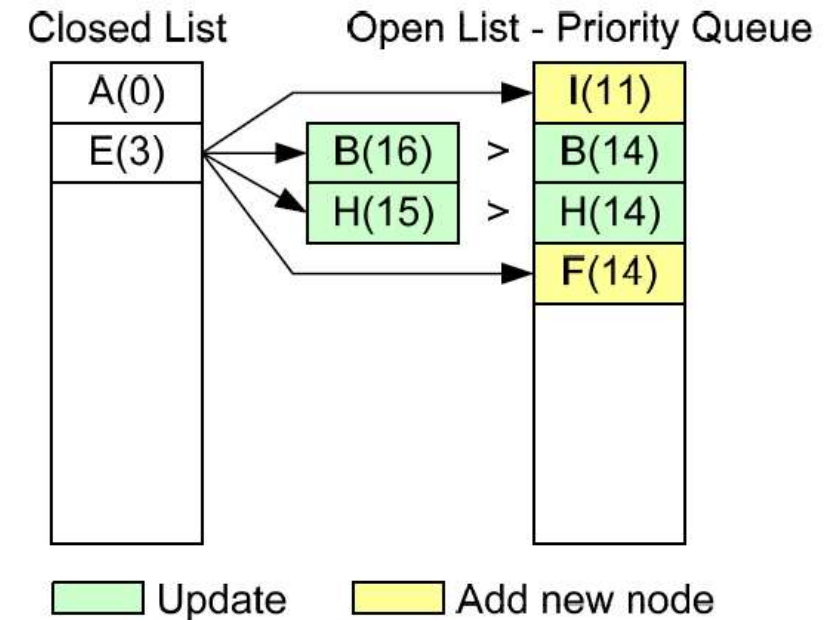 Closed List Open List - Priority Queue
A(0) I(11)
E(3) B(16) > B(14)
H(15) > H(14)
F(14)
Update Add new node